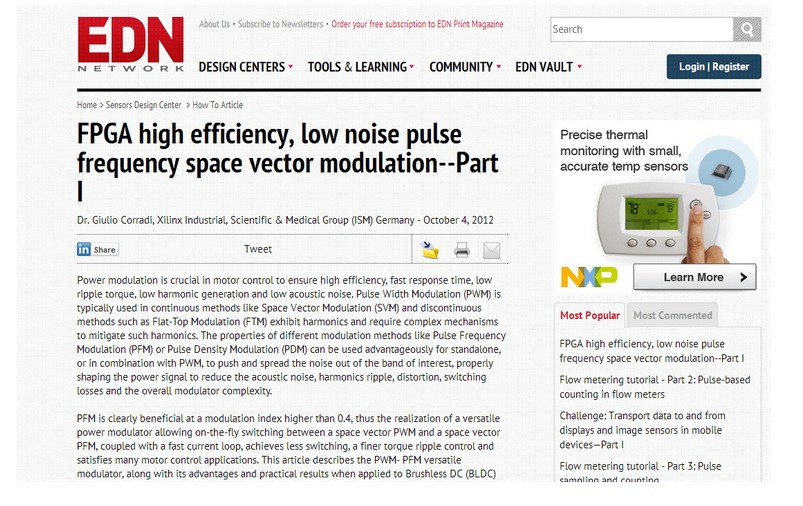 EDN
NETWORK
About Us • Subscribe to Newsletters • Order your free subscription to EDN Print Magazine
Search
DESIGN CENTERS
TOOLS & LEARNING
COMMUNITY
EDN VAULT
Login | Register
Home > Sensors Design Center > How To Article
FPGA high efficiency, low noise pulse
frequency space vector modulation--Part
I
Dr. Giulio Corradi, Xilinx Industrial, Scientific & Medical Group (ISM) Germany - October 4, 2012
in Share
Tweet
Power modulation is crucial in motor control to ensure high efficiency, fast response time, low
ripple torque, low harmonic generation and low acoustic noise. Pulse Width Modulation (PWM) is
typically used in continuous methods like Space Vector Modulation (SVM) and discontinuous
methods such as Flat-Top Modulation (FTM) exhibit harmonics and require complex mechanisms
to mitigate such harmonics. The properties of different modulation methods like Pulse Frequency
Modulation (PFM) or Pulse Density Modulation (PDM) can be used advantageously for standalone,
or in combination with PWM, to push and spread the noise out of the band of interest, properly
shaping the power signal to reduce the acoustic noise, harmonics ripple, distortion, switching
losses and the overall modulator complexity.
PFM is clearly beneficial at a modulation index higher than 0.4, thus the realization of a versatile
power modulator allowing on-the-fly switching between a space vector PWM and a space vector
PFM, coupled with a fast current loop, achieves less switching, a finer torque ripple control and
satisfies many motor control applications. This article describes the PWM- PFM versatile
modulator, along with its advantages and practical results when applied to Brushless DC (BLDC)
Precise thermal
monitoring with small,
accurate temp sensors
NXP
Learn More
Most Popular
Most Commented
FPGA high efficiency, low noise pulse
frequency space vector modulation--Part I
Flow metering tutorial - Part 2: Pulse-based
counting in flow meters
Challenge: Transport data to and from
displays and image sensors in mobile
devices—Part I
Flow metering tutorial - Part 3: Pulse
sampling and counting